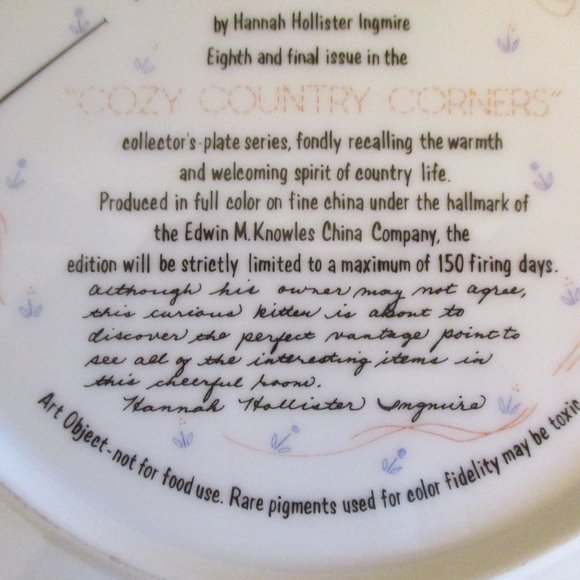 by Hannah Hollister Ingmire
Eighth and final issue in the
"COZY COUNTRY CORNERS"
collector's-plate series, fondly recalling the warmth
and welcoming spirit of country life.
Produced in full color on fine china under the hallmark of
the Edwin M. Knowles China Company, the
edition will be strictly limited to a maximum of 150 firing days.
Although his owner may not agree,
this curious kitten is about to
discover the perfect vantage point to
see all of the interesting items in
this cheerful room.
Hannah Hollister Ingmire
Art Object-not for food use. Rare pigments used for color fidelity may be toxic.